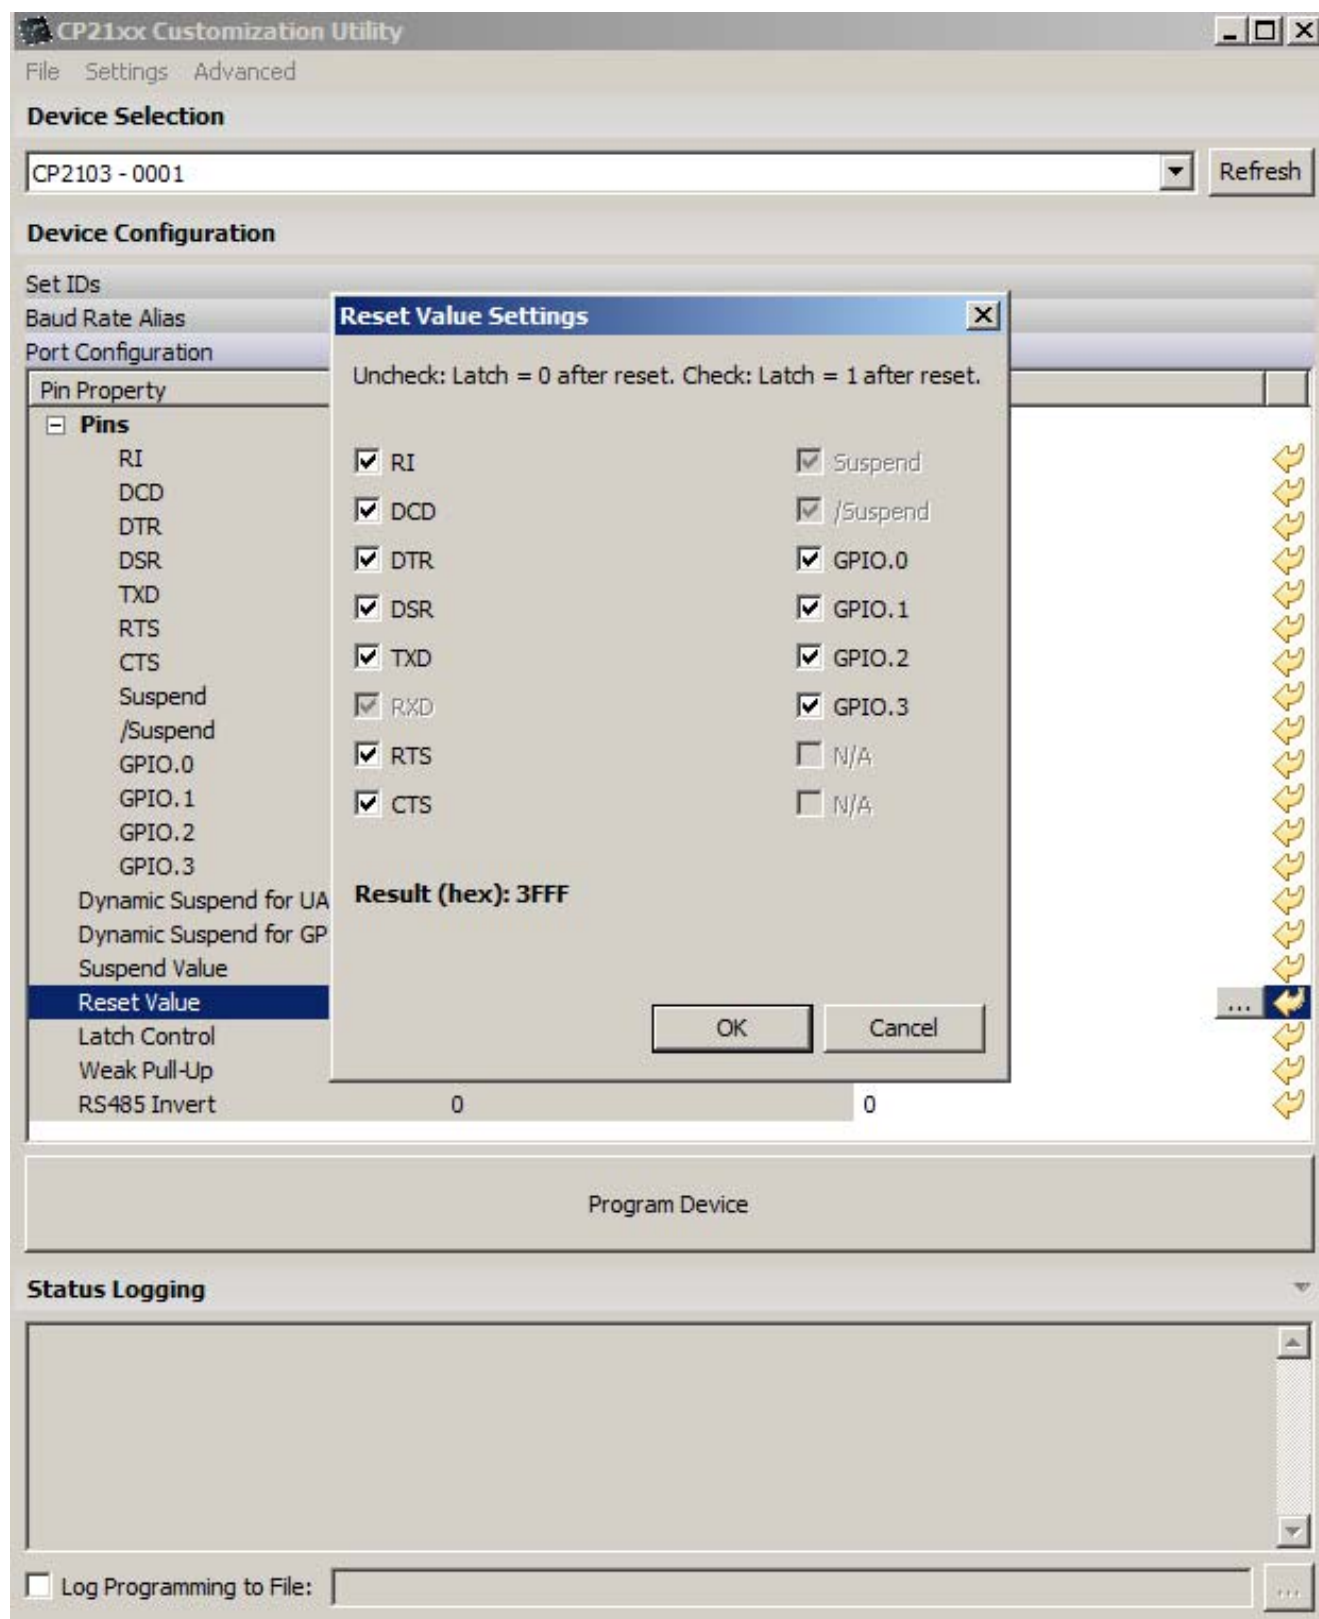 CP21xx Customization Utility
File Settings Advanced
Device Selection
CP2103 - 0001
Refresh
Device Configuration
Set IDs
Baud Rate Alias
Port Configuration
Pin Property
Pins
RI
DCD
DTR
DSR
TXD
RTS
CTS
Suspend
/Suspend
GPIO.0
GPIO.1
GPIO.2
GPIO.3
Dynamic Suspend for UA
Dynamic Suspend for GP
Suspend Value
Reset Value ...
Latch Control
Weak Pull-Up
RS485 Invert 0 0
Reset Value Settings
Uncheck: Latch = 0 after reset. Check: Latch = 1 after reset.
RI Suspend
DCD /Suspend
DTR GPIO.0
DSR GPIO.1
TXD GPIO.2
RXD GPIO.3
RTS N/A
CTS N/A
Result (hex): 3FFF
OK Cancel
Program Device
Status Logging
Log Programming to File: ...